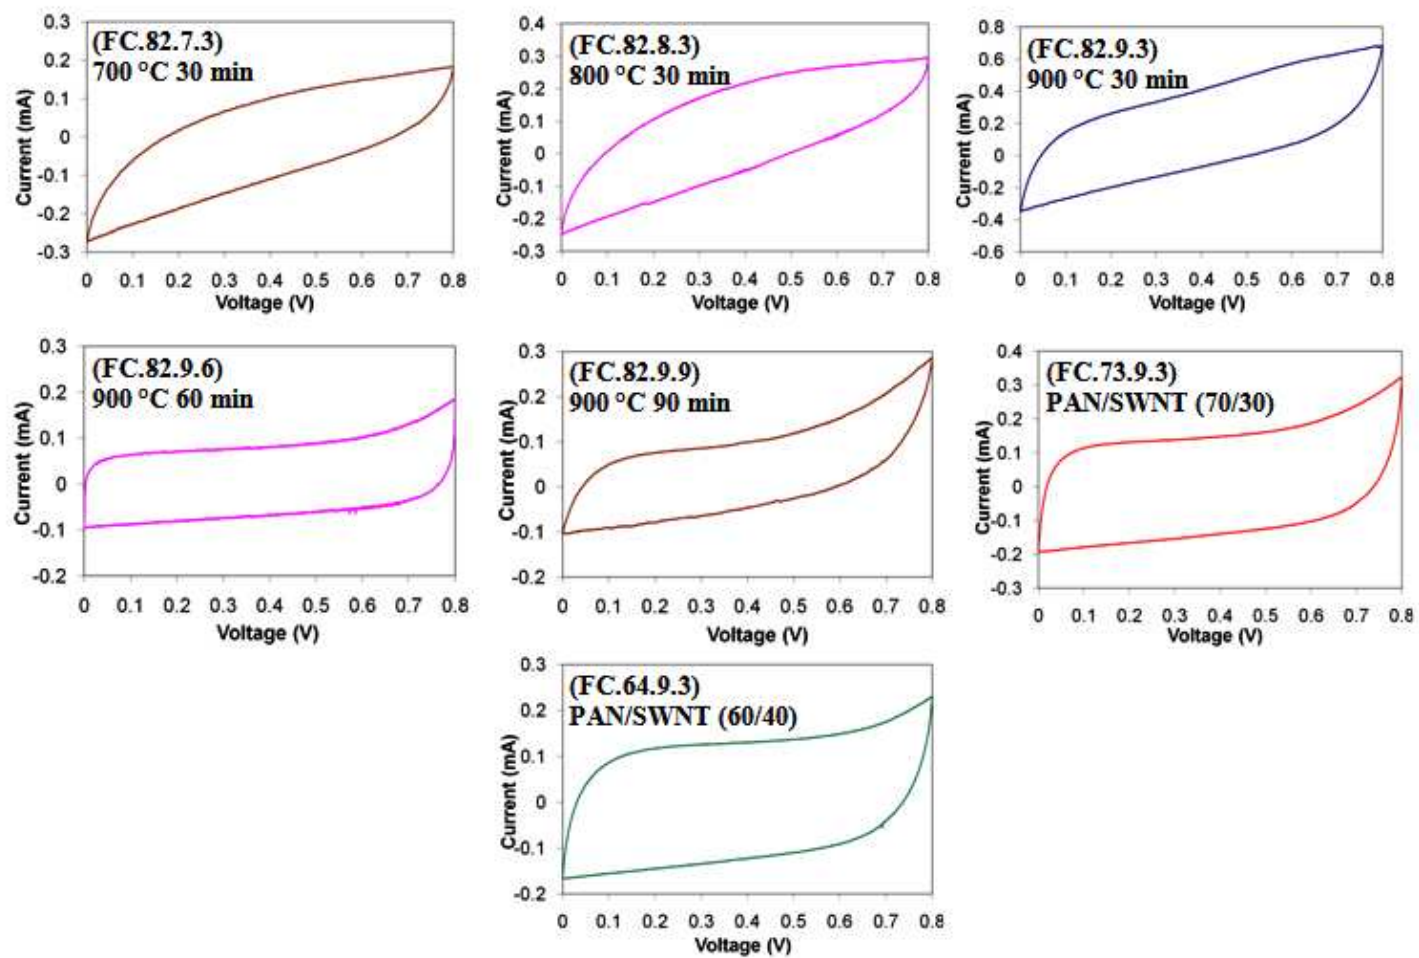 (FC.82.7.3)
700 °C 30 min
Current (mA)
0.3
0.2
0.1
0
-0.1
-0.2
-0.3
0 0.1 0.2 0.3 0.4 0.5 0.6 0.7 0.8
Voltage (V)
(FC.82.8.3)
800 °C 30 min
Current (mA)
0.4
0.3
0.2
0.1
0
-0.1
-0.2
-0.3
0 0.1 0.2 0.3 0.4 0.5 0.6 0.7 0.8
Voltage (V)
(FC.82.9.3)
900 °C 30 min
Current (mA)
0.8
0.6
0.4
0.2
0
-0.2
-0.4
-0.6
0 0.1 0.2 0.3 0.4 0.5 0.6 0.7 0.8
Voltage (V)
(FC.82.9.6)
900 °C 60 min
Current (mA)
0.3
0.2
0.1
0
-0.1
-0.2
0 0.1 0.2 0.3 0.4 0.5 0.6 0.7 0.8
Voltage (V)
(FC.82.9.9)
900 °C 90 min
Current (mA)
0.3
0.2
0.1
0
-0.1
-0.2
0 0.1 0.2 0.3 0.4 0.5 0.6 0.7 0.8
Voltage (V)
(FC.73.9.3)
PAN/SWNT (70/30)
Current (mA)
0.4
0.3
0.2
0.1
0
-0.1
-0.2
-0.3
0 0.1 0.2 0.3 0.4 0.5 0.6 0.7 0.8
Voltage (V)
(FC.64.9.3)
PAN/SWNT (60/40)
Current (mA)
0.3
0.2
0.1
0
-0.1
-0.2
0 0.1 0.2 0.3 0.4 0.5 0.6 0.7 0.8
Voltage (V)